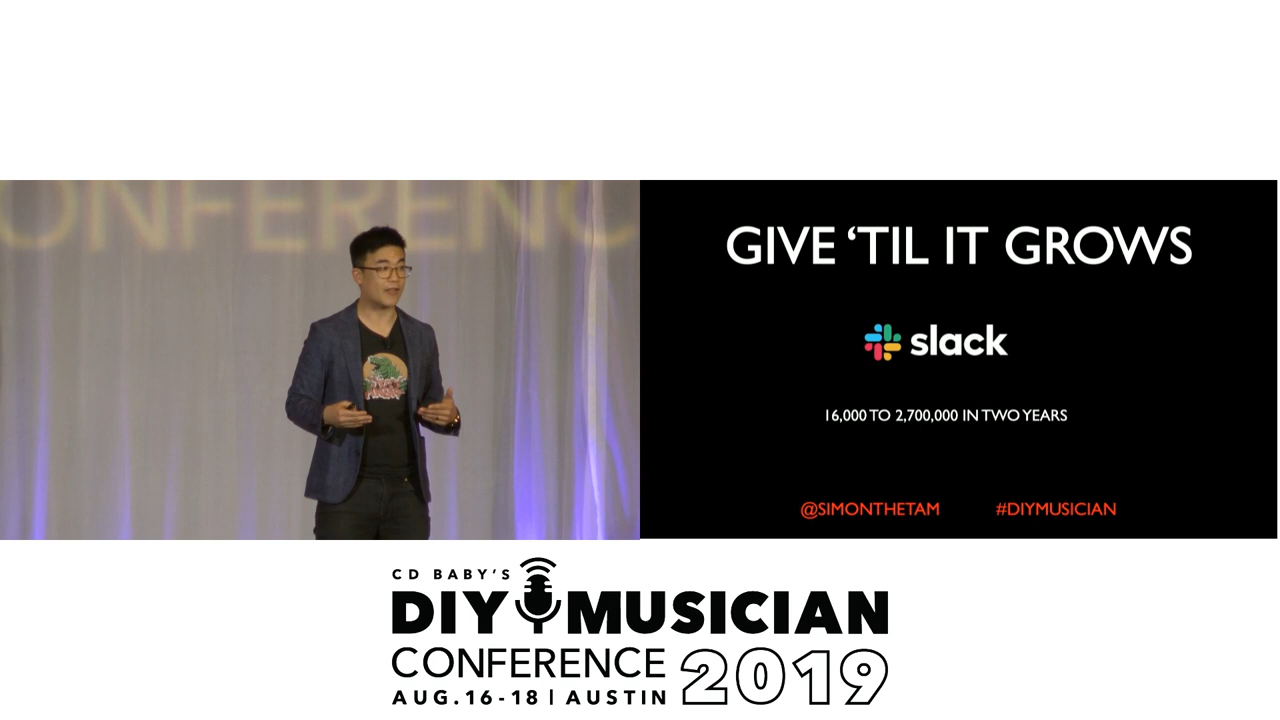 CONFERENC
GIVE ‘TIL IT GROWS
slack
16,000 TO 2,700,000 IN TWO YEARS
@SIMONTHETAM #DIYMUSICIAN
CD BABY’S
DIY MUSICIAN
CONFERENCE 2019
AUG.16-18 | AUSTIN